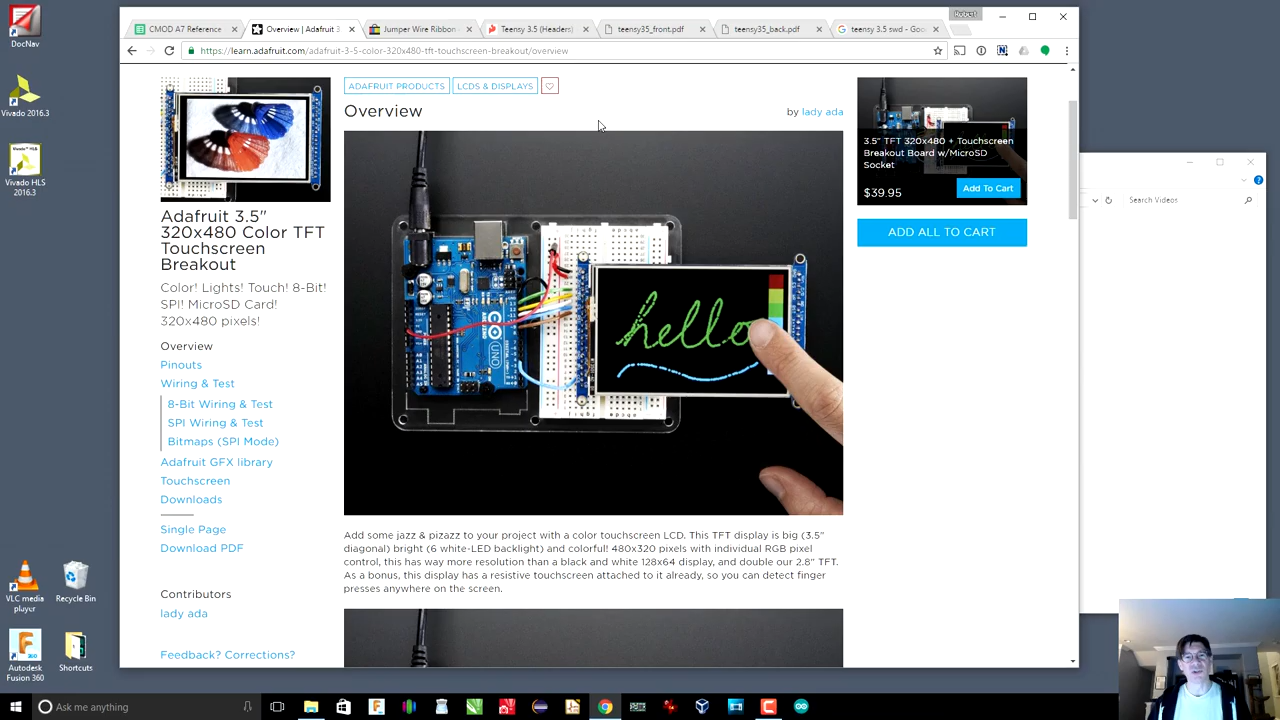 DocNav
Vivado 2016.3
Vivado HLS
2016.3
VLC media
player
Recycle Bin
Autodesk
Fusion 360
Shortcuts
CMOD A7 Reference
Overview | Adafruit 3.
Jumper Wire Ribbon
Teensy 3.5 (Headers)
teensy35_front.pdf
teensy35_back.pdf
teensy 3.5 swd - Goo
Robert
https://learn.adafruit.com/adafruit-3-5-color-320x480-tft-touchscreen-breakout/overview
ADAFRUIT PRODUCTS
LCDS & DISPLAYS
Overview
by lady ada
Adafruit 3.5"
320x480 Color TFT
Touchscreen
Breakout
Color! Lights! Touch! 8-Bit!
SPI! MicroSD Card!
320x480 pixels!
Overview
Pinouts
Wiring & Test
8-Bit Wiring & Test
SPI Wiring & Test
Bitmaps (SPI Mode)
Adafruit GFX library
Touchscreen
Downloads
Single Page
Download PDF
Contributors
lady ada
Feedback? Corrections?
hello
UNO
Add some jazz & pizazz to your project with a color touchscreen LCD. This TFT display is big (3.5"
diagonal) bright (6 white-LED backlight) and colorful! 480x320 pixels with individual RGB pixel
control, this has way more resolution than a black and white 128x64 display, and double our 2.8" TFT.
As a bonus, this display has a resistive touchscreen attached to it already, so you can detect finger
presses anywhere on the screen.
3.5" TFT 320x480 + Touchscreen
Breakout Board w/MicroSD
Socket
$39.95
Add To Cart
ADD ALL TO CART
Search Videos
Ask me anything